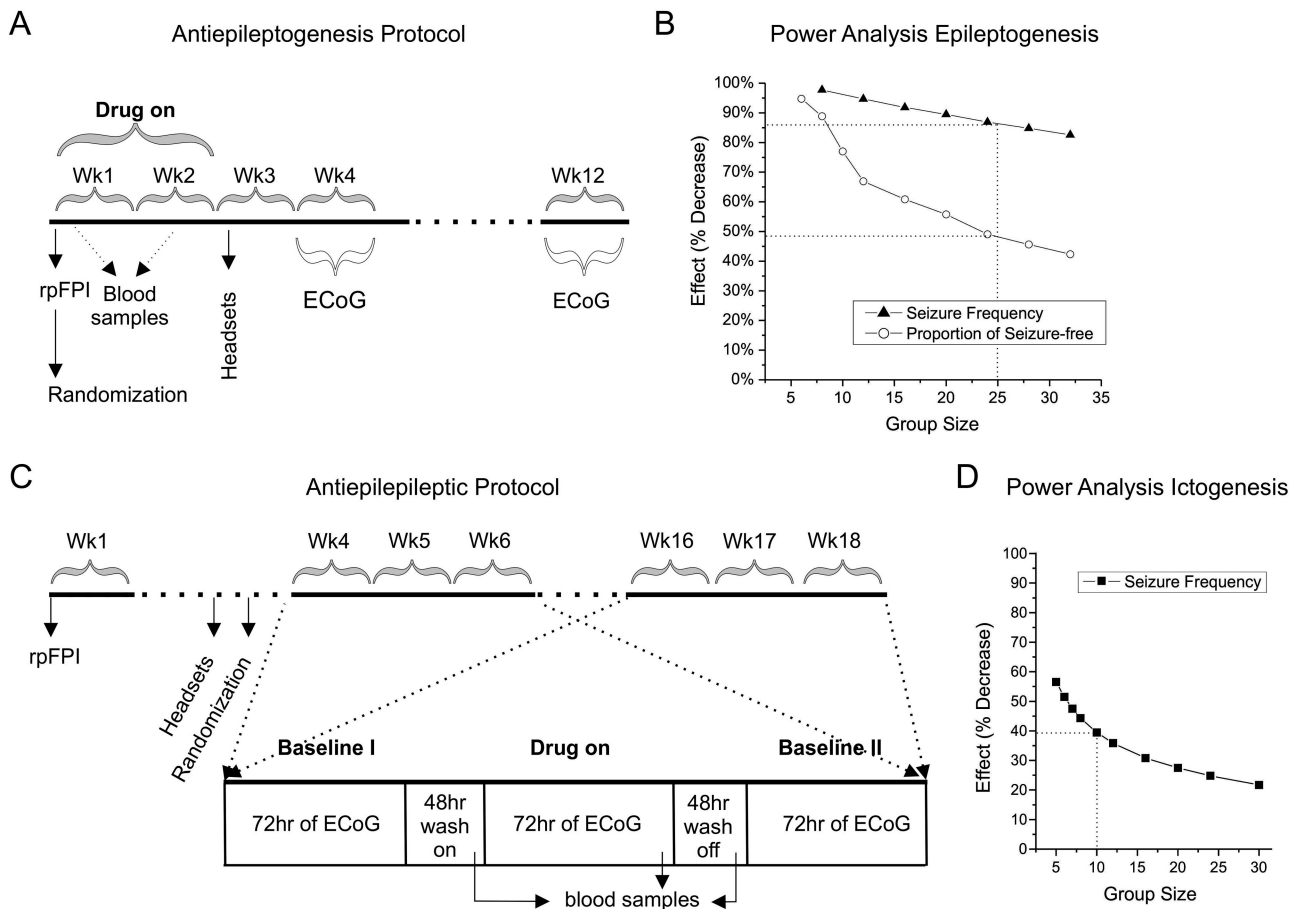 A
Antiepileptogenesis Protocol
Drug on
Wk1 Wk2 Wk3 Wk4 Wk12
rpFPI
Blood
samples
Headsets
ECoG
ECoG
Randomization
B
Power Analysis Epileptogenesis
Effect (% Decrease)
100%
90%
80%
70%
60%
50%
40%
30%
20%
10%
0%
Seizure Frequency
Proportion of Seizure-free
5 10 15 20 25 30 35
Group Size
C
Antiepilepileptic Protocol
Wk1 Wk4 Wk5 Wk6 Wk16 Wk17 Wk18
rpFPI
Headsets
Randomization
Baseline I Drug on Baseline II
72hr of ECoG
48hr
wash
on
72hr of ECoG
48hr
wash
off
72hr of ECoG
blood samples
D
Power Analysis Ictogenesis
Effect (% Decrease)
100
90
80
70
60
50
40
30
20
10
0
Seizure Frequency
5 10 15 20 25 30
Group Size